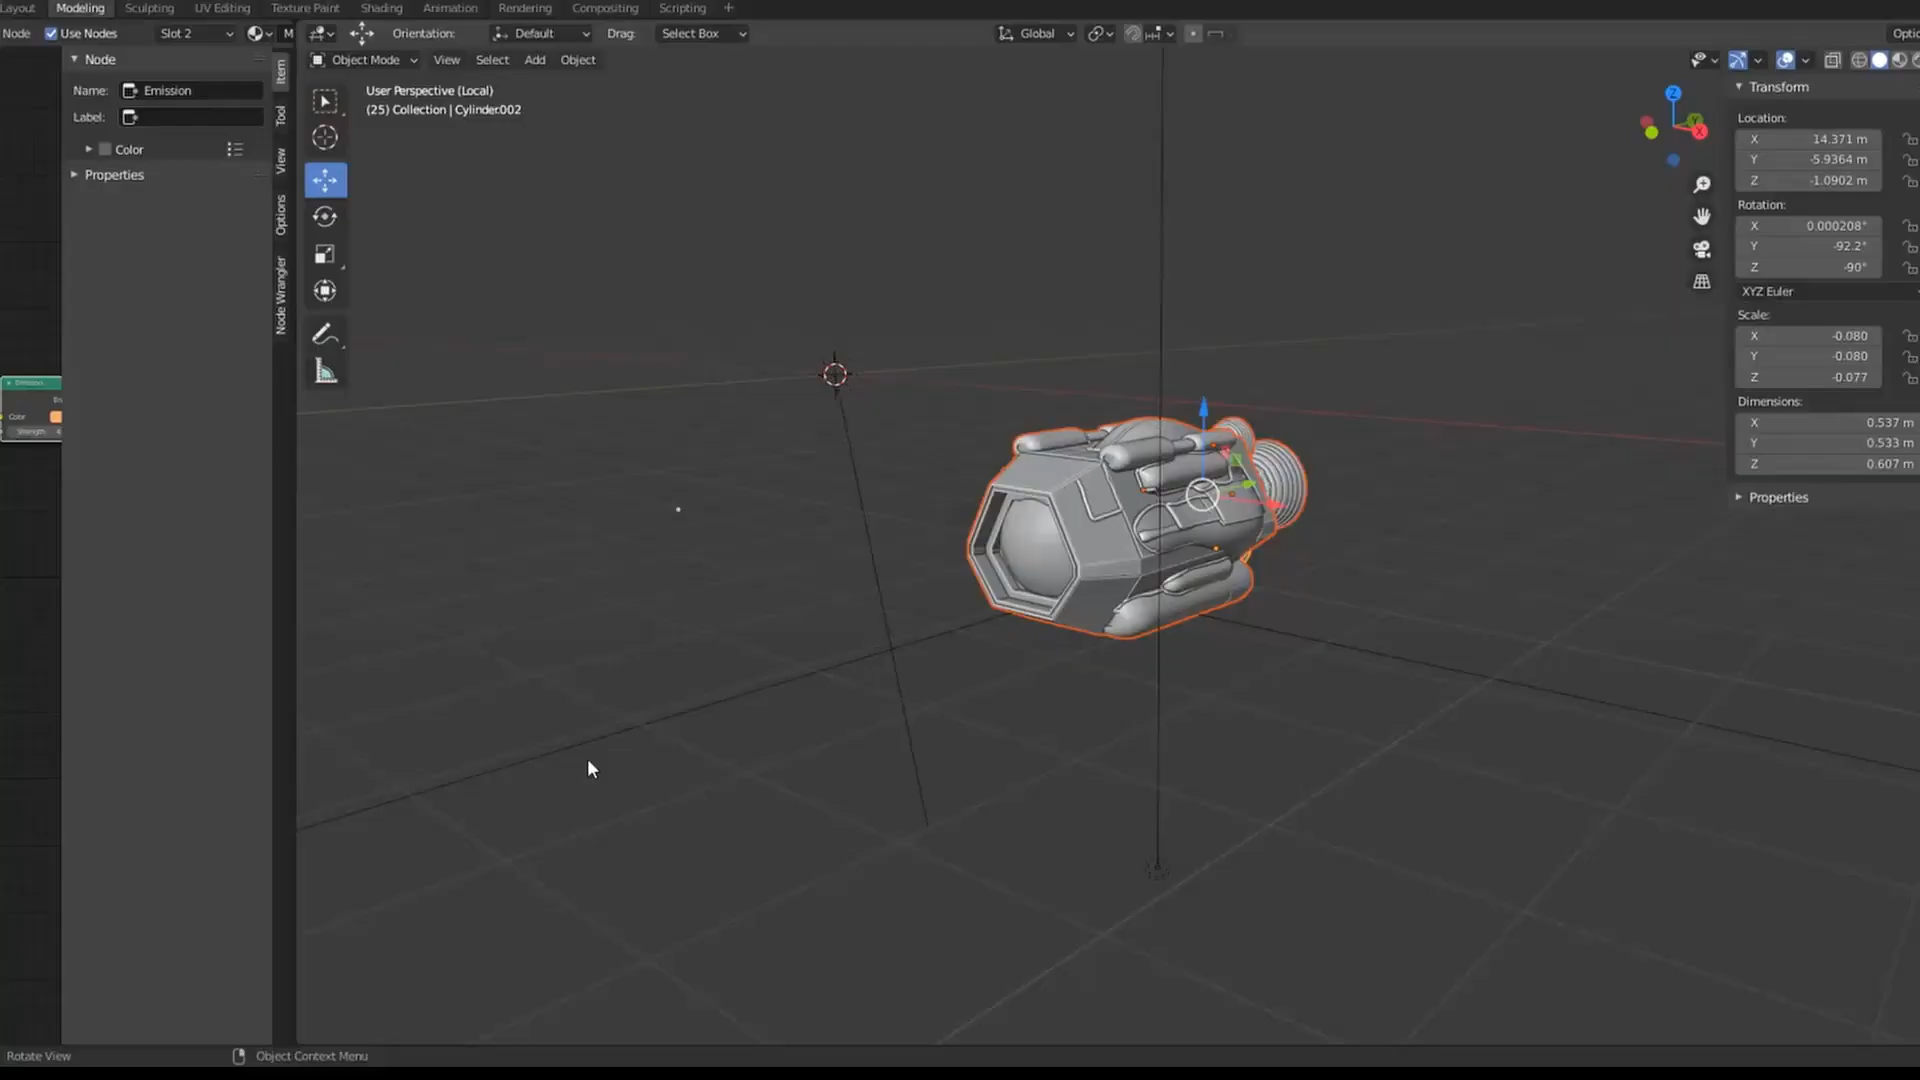 Layout Modeling Sculpting UV Editing Texture Paint Shading Animation Rendering Compositing Scripting +
Node Use Nodes Slot 2 M Orientation: Default Drag: Select Box Global Optio
Object Mode View Select Add Object
Node
Name: Emission
Label:
Color
Properties
Item
Tool
View
Options
Node Wrangler
User Perspective (Local)
(25) Collection | Cylinder.002
Emission
Color
Strength
Z
Y
X
Transform
Location:
X 14.371 m
Y -5.9364 m
Z -1.0902 m
Rotation:
X 0.000208°
Y -92.2°
Z -90°
XYZ Euler
Scale:
X -0.080
Y -0.080
Z -0.077
Dimensions:
X 0.537 m
Y 0.533 m
Z 0.607 m
Properties
Rotate View Object Context Menu